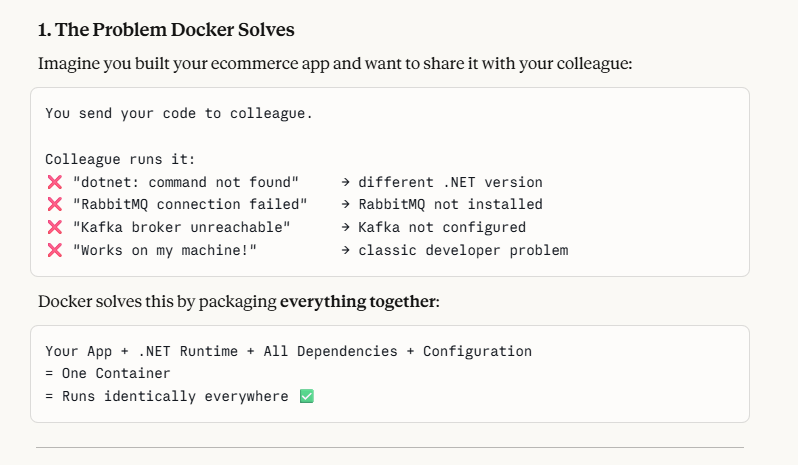 1. The Problem Docker Solves
Imagine you built your ecommerce app and want to share it with your colleague:
You send your code to colleague.
Colleague runs it:
❌ "dotnet: command not found" → different .NET version
❌ "RabbitMQ connection failed" → RabbitMQ not installed
❌ "Kafka broker unreachable" → Kafka not configured
❌ "Works on my machine!" → classic developer problem
Docker solves this by packaging everything together:
Your App + .NET Runtime + All Dependencies + Configuration
= One Container
= Runs identically everywhere ✅